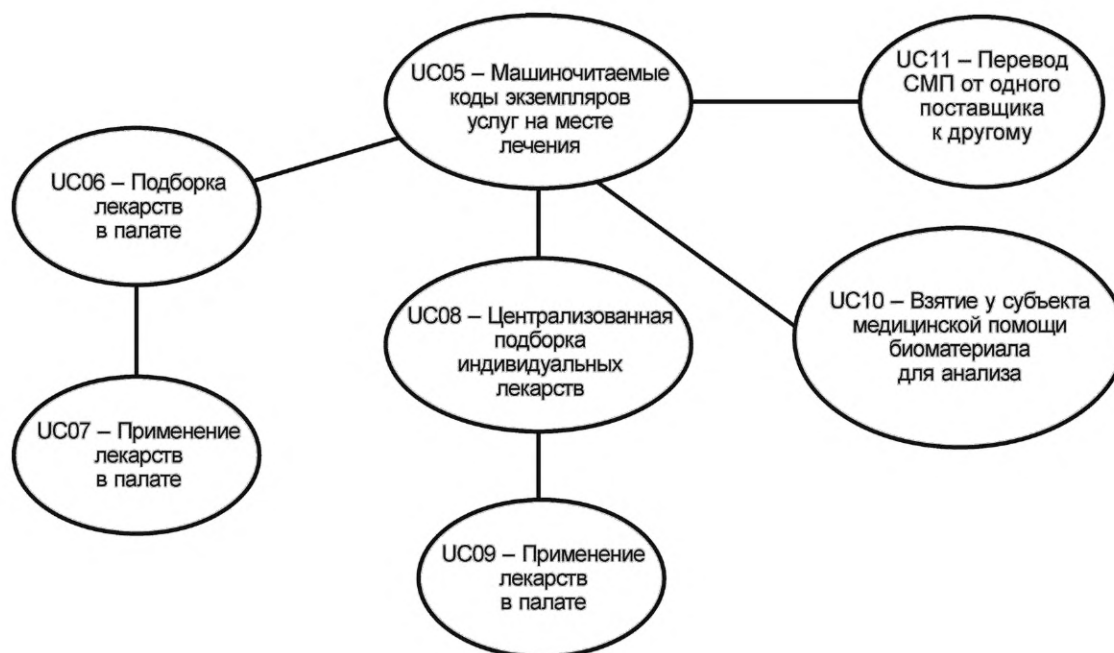 UC05 – Машиночитаемые
коды экземпляров
услуг на месте
лечения
UC11 – Перевод
СМП от одного
поставщика
к другому
UC06 – Подборка
лекарств
в палате
UC08 – Централизованная
подборка
индивидуальных
лекарств
UC10 – Взятие у субъекта
медицинской помощи
биоматериала
для анализа
UC07 – Применение
лекарств
в палате
UC09 – Применение
лекарств
в палате